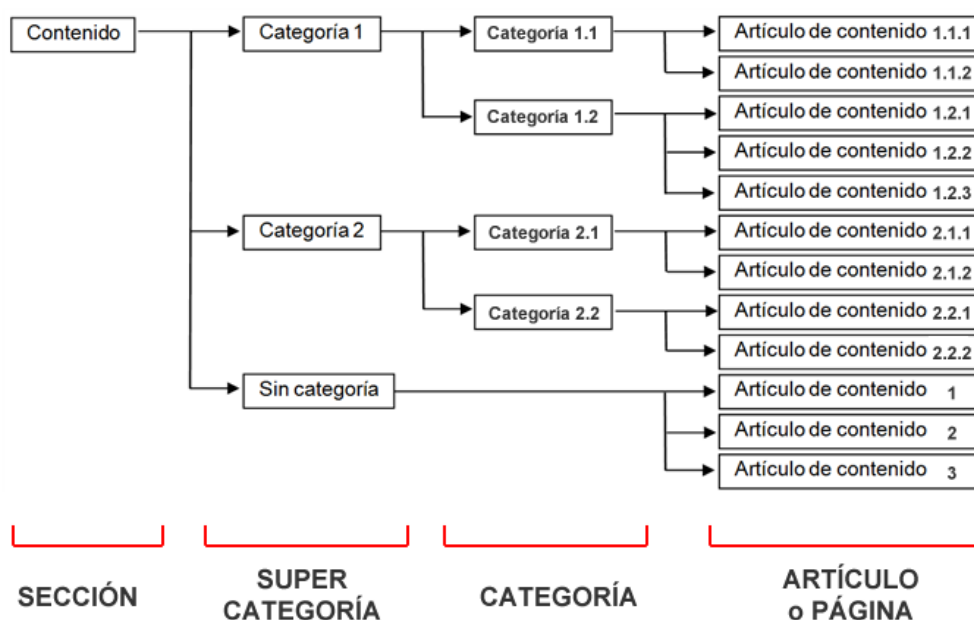 Contenido
Categoría 1
Categoría 1.1
Artículo de contenido 1.1.1
Artículo de contenido 1.1.2
Categoría 1.2
Artículo de contenido 1.2.1
Artículo de contenido 1.2.2
Artículo de contenido 1.2.3
Categoría 2
Categoría 2.1
Artículo de contenido 2.1.1
Artículo de contenido 2.1.2
Categoría 2.2
Artículo de contenido 2.2.1
Artículo de contenido 2.2.2
Sin categoría
Artículo de contenido 1
Artículo de contenido 2
Artículo de contenido 3
SECCIÓN
SUPER
CATEGORÍA
CATEGORÍA
ARTÍCULO
o PÁGINA